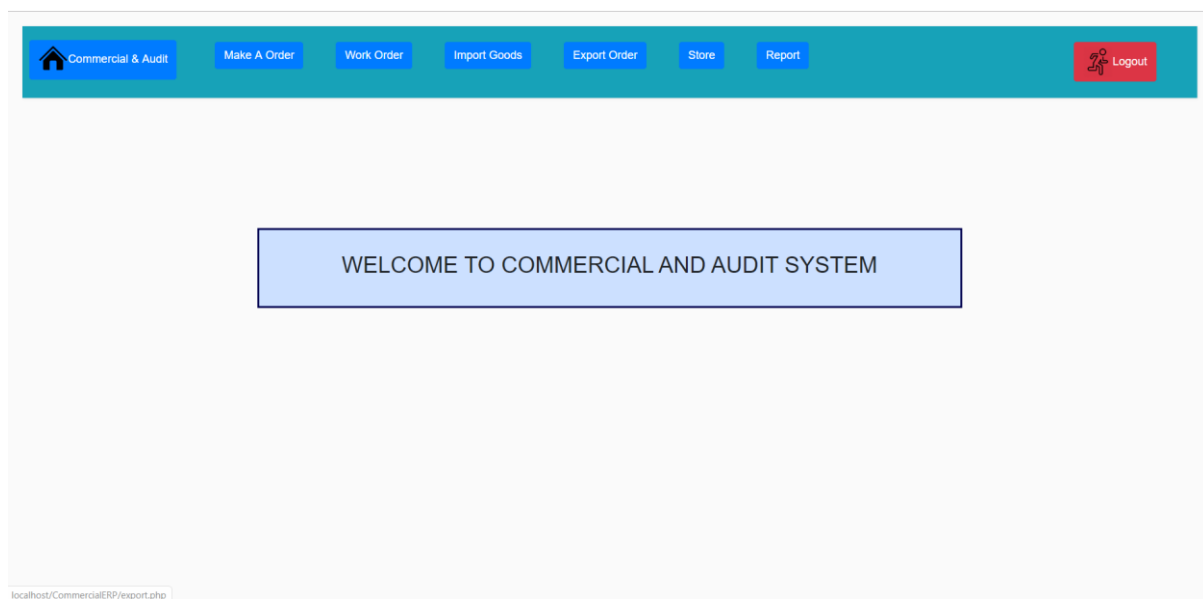 Commercial & Audit Make A Order Work Order Import Goods Export Order Store Report Logout
WELCOME TO COMMERCIAL AND AUDIT SYSTEM
localhost/CommercialERP/export.php